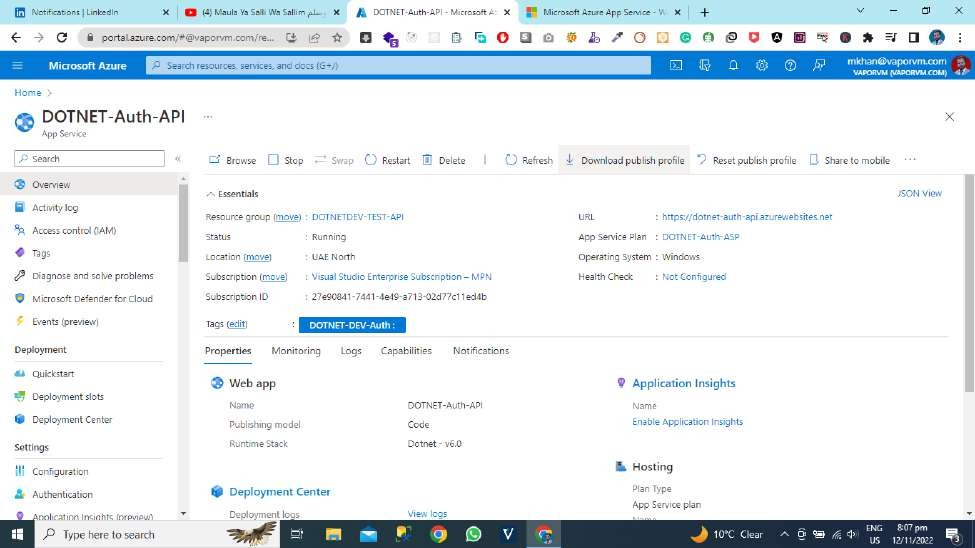 Notifications | LinkedIn
(4) Maula Ya Salli Wa Sallim وسلم
DOTNET-Auth-API - Microsoft A
Microsoft Azure App Service - W
portal.azure.com/#@vaporvm.com/re...
Microsoft Azure
Search resources, services, and docs (G+/)
mkhan@vaporvm.com
VAPORVM (VAPORVM.COM)
Home
DOTNET-Auth-API
...
App Service
Search
Browse
Stop
Swap
Restart
Delete
Refresh
Download publish profile
Reset publish profile
Share to mobile
...
Overview
Activity log
Access control (IAM)
Tags
Diagnose and solve problems
Microsoft Defender for Cloud
Events (preview)
Deployment
Quickstart
Deployment slots
Deployment Center
Settings
Configuration
Authentication
Application Insights (preview)
Essentials
JSON View
Resource group (move) : DOTNETDEV-TEST-API
Status : Running
Location (move) : UAE North
Subscription (move) : Visual Studio Enterprise Subscription – MPN
Subscription ID : 27e90841-7441-4e49-a713-02d77c11ed4b
URL : https://dotnet-auth-api.azurewebsites.net
App Service Plan : DOTNET-Auth-ASP
Operating System : Windows
Health Check : Not Configured
Tags (edit) : DOTNET-DEV-Auth :
Properties
Monitoring
Logs
Capabilities
Notifications
Web app
Name DOTNET-Auth-API
Publishing model Code
Runtime Stack Dotnet - v6.0
Deployment Center
Deployment logs View logs
Application Insights
Name
Enable Application Insights
Hosting
Plan Type
App Service plan
Name
Type here to search
10°C Clear
ENG
US
8:07 pm
12/11/2022
3